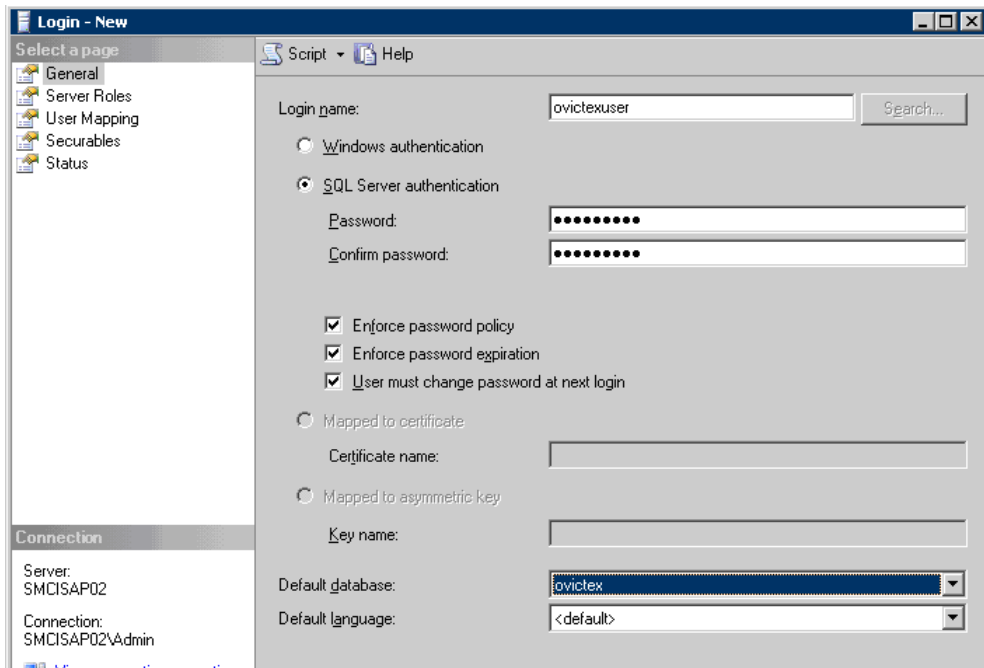 Login - New
Select a page
General
Server Roles
User Mapping
Securables
Status
Script Help
Login name: ovictexuser Search...
Windows authentication
SQL Server authentication
Password: •••••••••
Confirm password: •••••••••
Enforce password policy
Enforce password expiration
User must change password at next login
Mapped to certificate
Certificate name:
Mapped to asymmetric key
Key name:
Default database: ovictex
Default language: <default>
Connection
Server:
SMCISAP02
Connection:
SMCISAP02\Admin